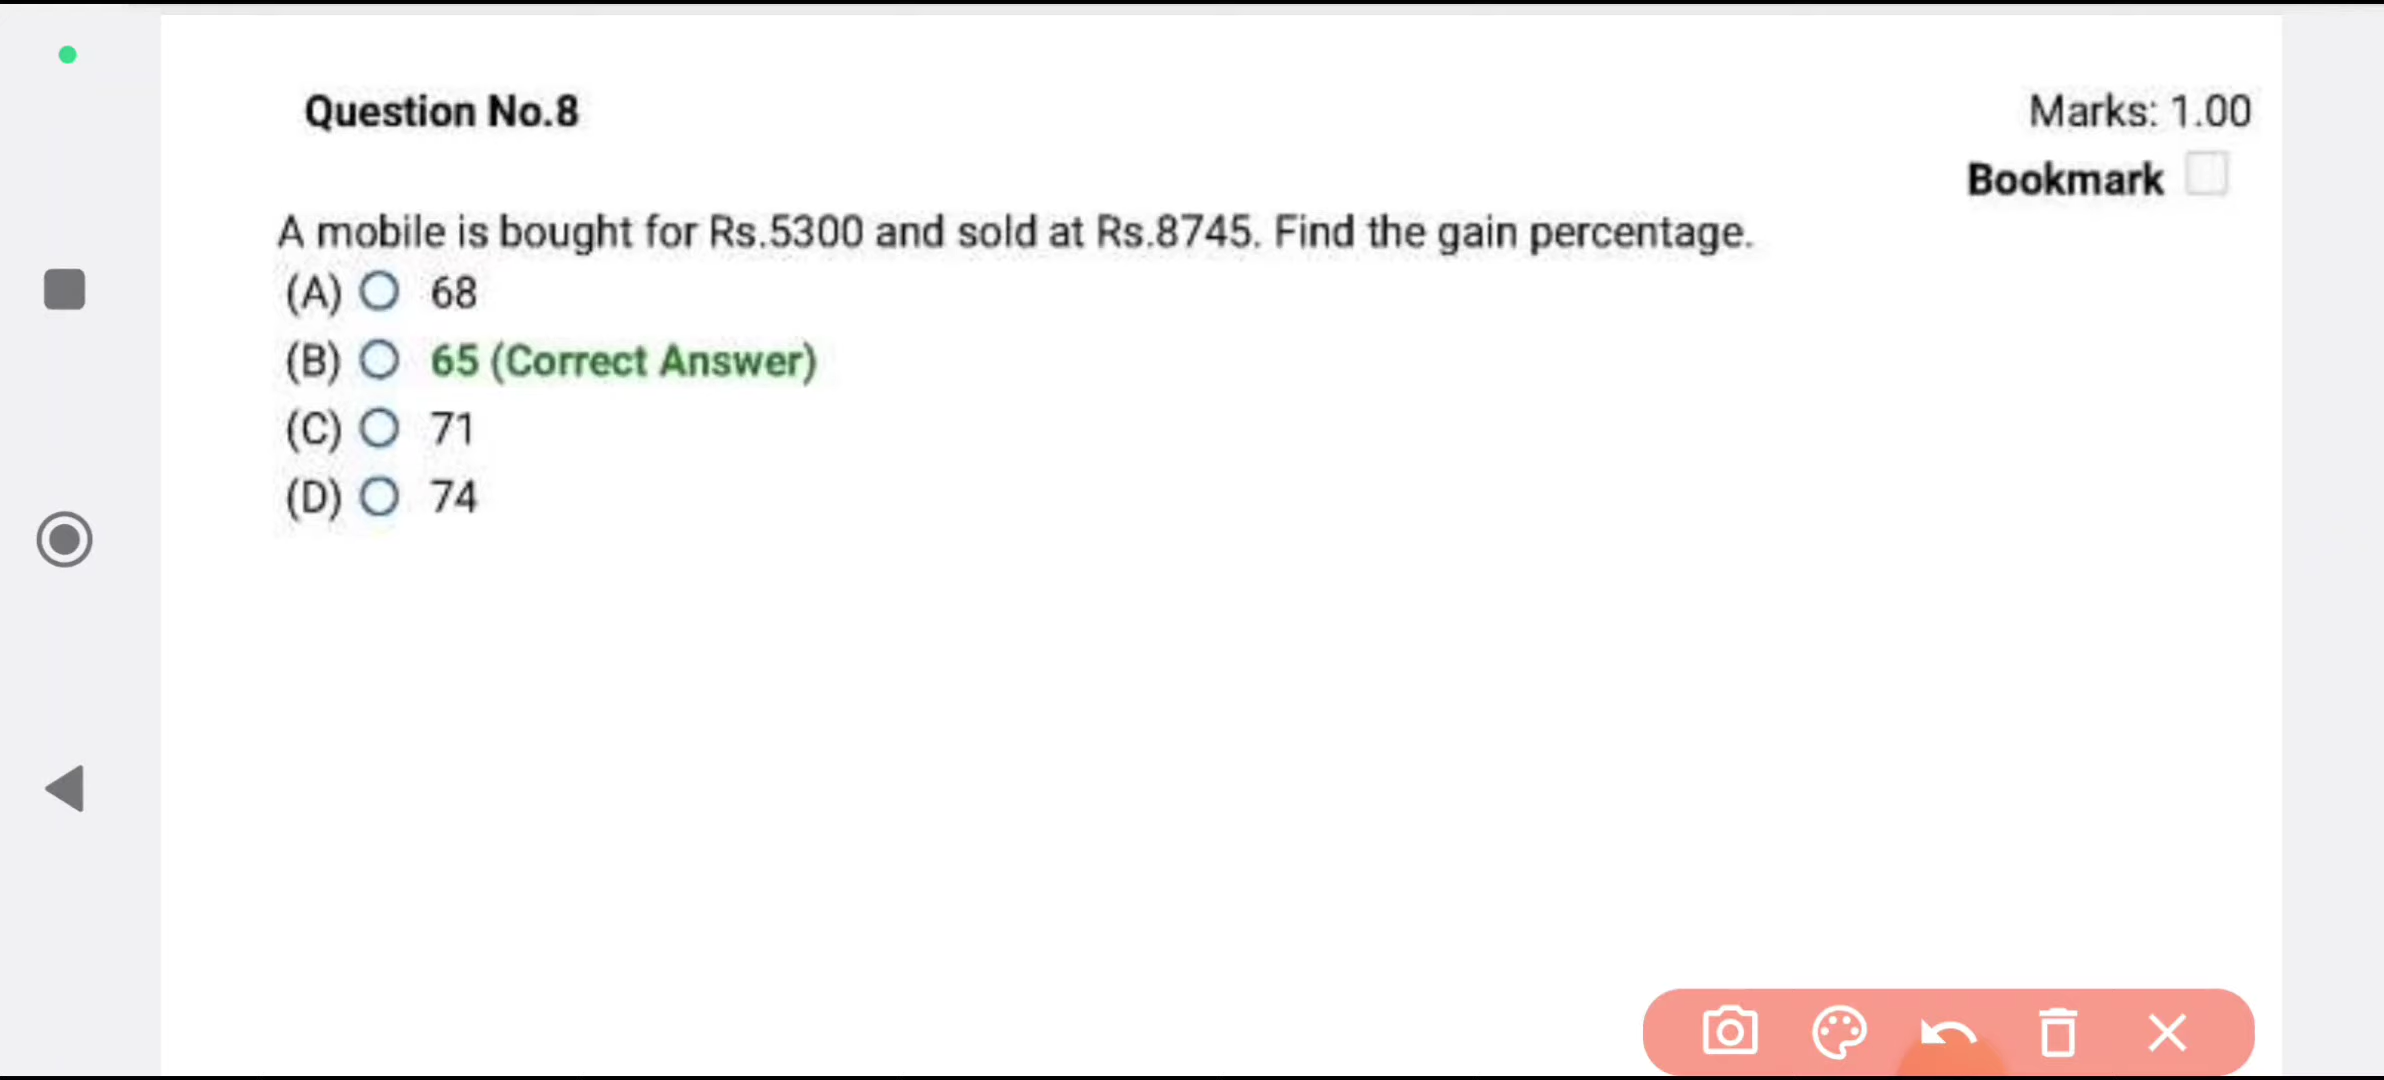 Question No.8
Marks: 1.00
Bookmark
A mobile is bought for Rs.5300 and sold at Rs.8745. Find the gain percentage.
(A) 68
(B) 65 (Correct Answer)
(C) 71
(D) 74